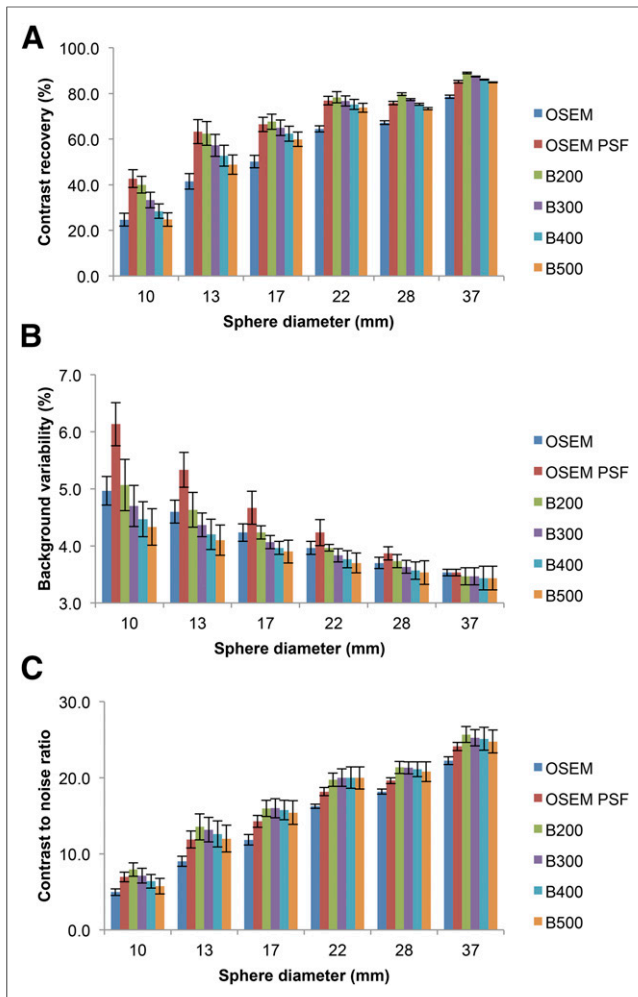 A
100.0
80.0
60.0
40.0
20.0
0.0
Contrast recovery (%)
10 13 17 22 28 37
Sphere diameter (mm)
OSEM
OSEM PSF
B200
B300
B400
B500
B
7.0
6.0
5.0
4.0
3.0
Background variability (%)
10 13 17 22 28 37
Sphere diameter (mm)
OSEM
OSEM PSF
B200
B300
B400
B500
C
30.0
20.0
10.0
0.0
Contrast to noise ratio
10 13 17 22 28 37
Sphere diameter (mm)
OSEM
OSEM PSF
B200
B300
B400
B500